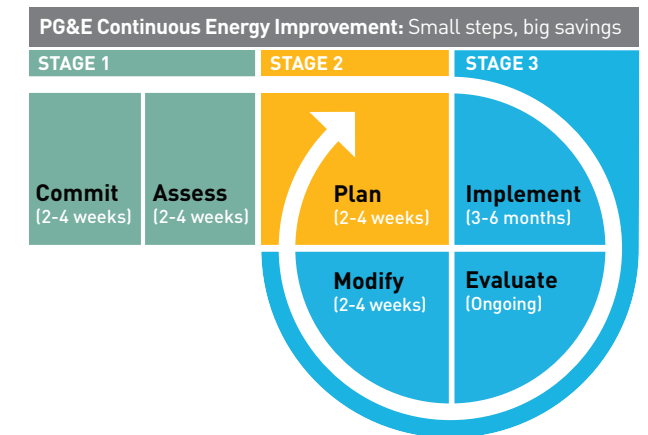 PG&E Continuous Energy Improvement: Small steps, big savings
STAGE 1
STAGE 2
STAGE 3
Commit
(2-4 weeks)
Assess
(2-4 weeks)
Plan
(2-4 weeks)
Implement
(3-6 months)
Modify
(2-4 weeks)
Evaluate
(Ongoing)